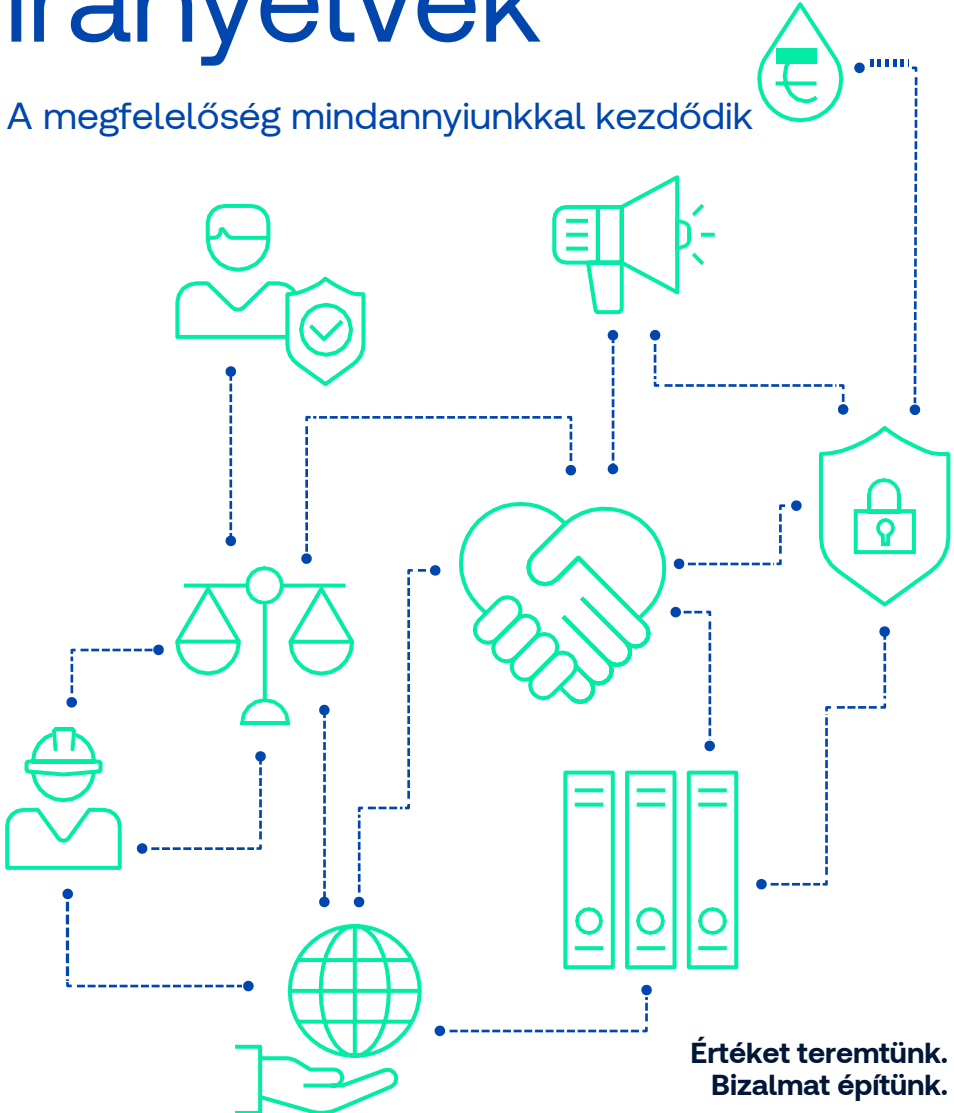 irányelvek
A megfelelőség mindannyiunkkal kezdődik
Értéket teremtünk.
Bizalmat építünk.